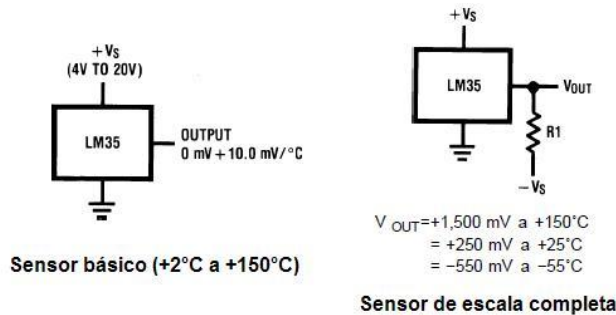 +VS
(4V TO 20V)
LM35
OUTPUT
0 mV + 10.0 mV/°C
Sensor básico (+2°C a +150°C)
+VS
LM35
VOUT
R1
−VS
V OUT=+1,500 mV a +150°C
= +250 mV a +25°C
= −550 mV a −55°C
Sensor de escala completa